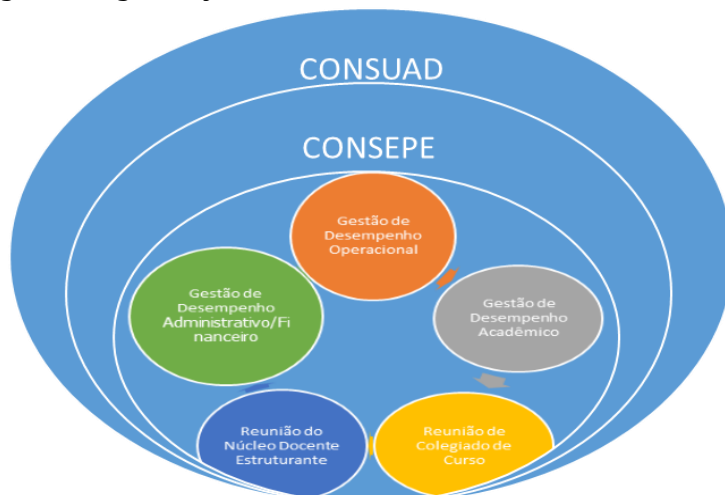 CONSUAD
CONSEPE
Gestão de
Desempenho
Operacional
Gestão de
Desempenho
Administrativo/Fi
nanceiro
Gestão de
Desempenho
Acadêmico
Reunião do
Núcleo Docente
Estruturante
Reunião de
Colegiado de
Curso